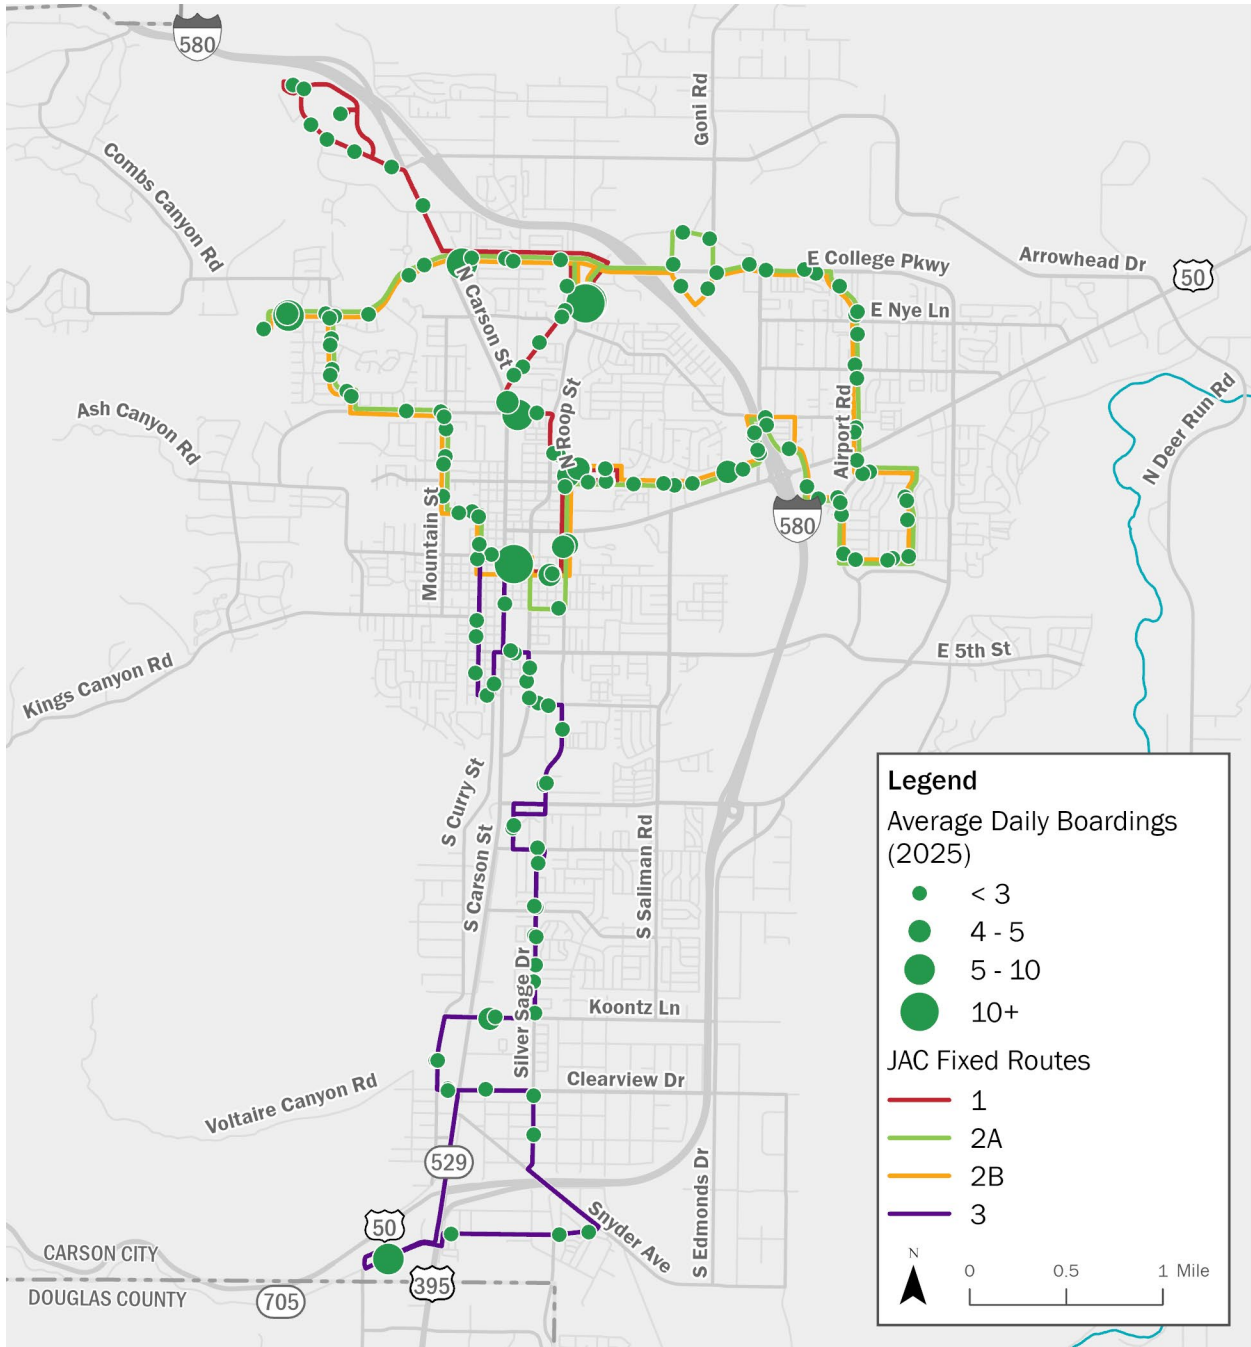 580
Goni Rd
Combs Canyon Rd
E College Pkwy
Arrowhead Dr
50
N Carson St
E Nye Ln
Ash Canyon Rd
N Roop St
Airport Rd
N Deer Run Rd
Mountain St
580
Kings Canyon Rd
E 5th St
S Curry St
S Carson St
S Saliman Rd
Silver Sage Dr
Koontz Ln
Clearview Dr
Voltaire Canyon Rd
529
S Edmonds Dr
Snyder Ave
50
CARSON CITY
395
DOUGLAS COUNTY
705
Legend
Average Daily Boardings
(2025)
< 3
4 - 5
5 - 10
10+
JAC Fixed Routes
1
2A
2B
3
N
0 0.5 1 Mile